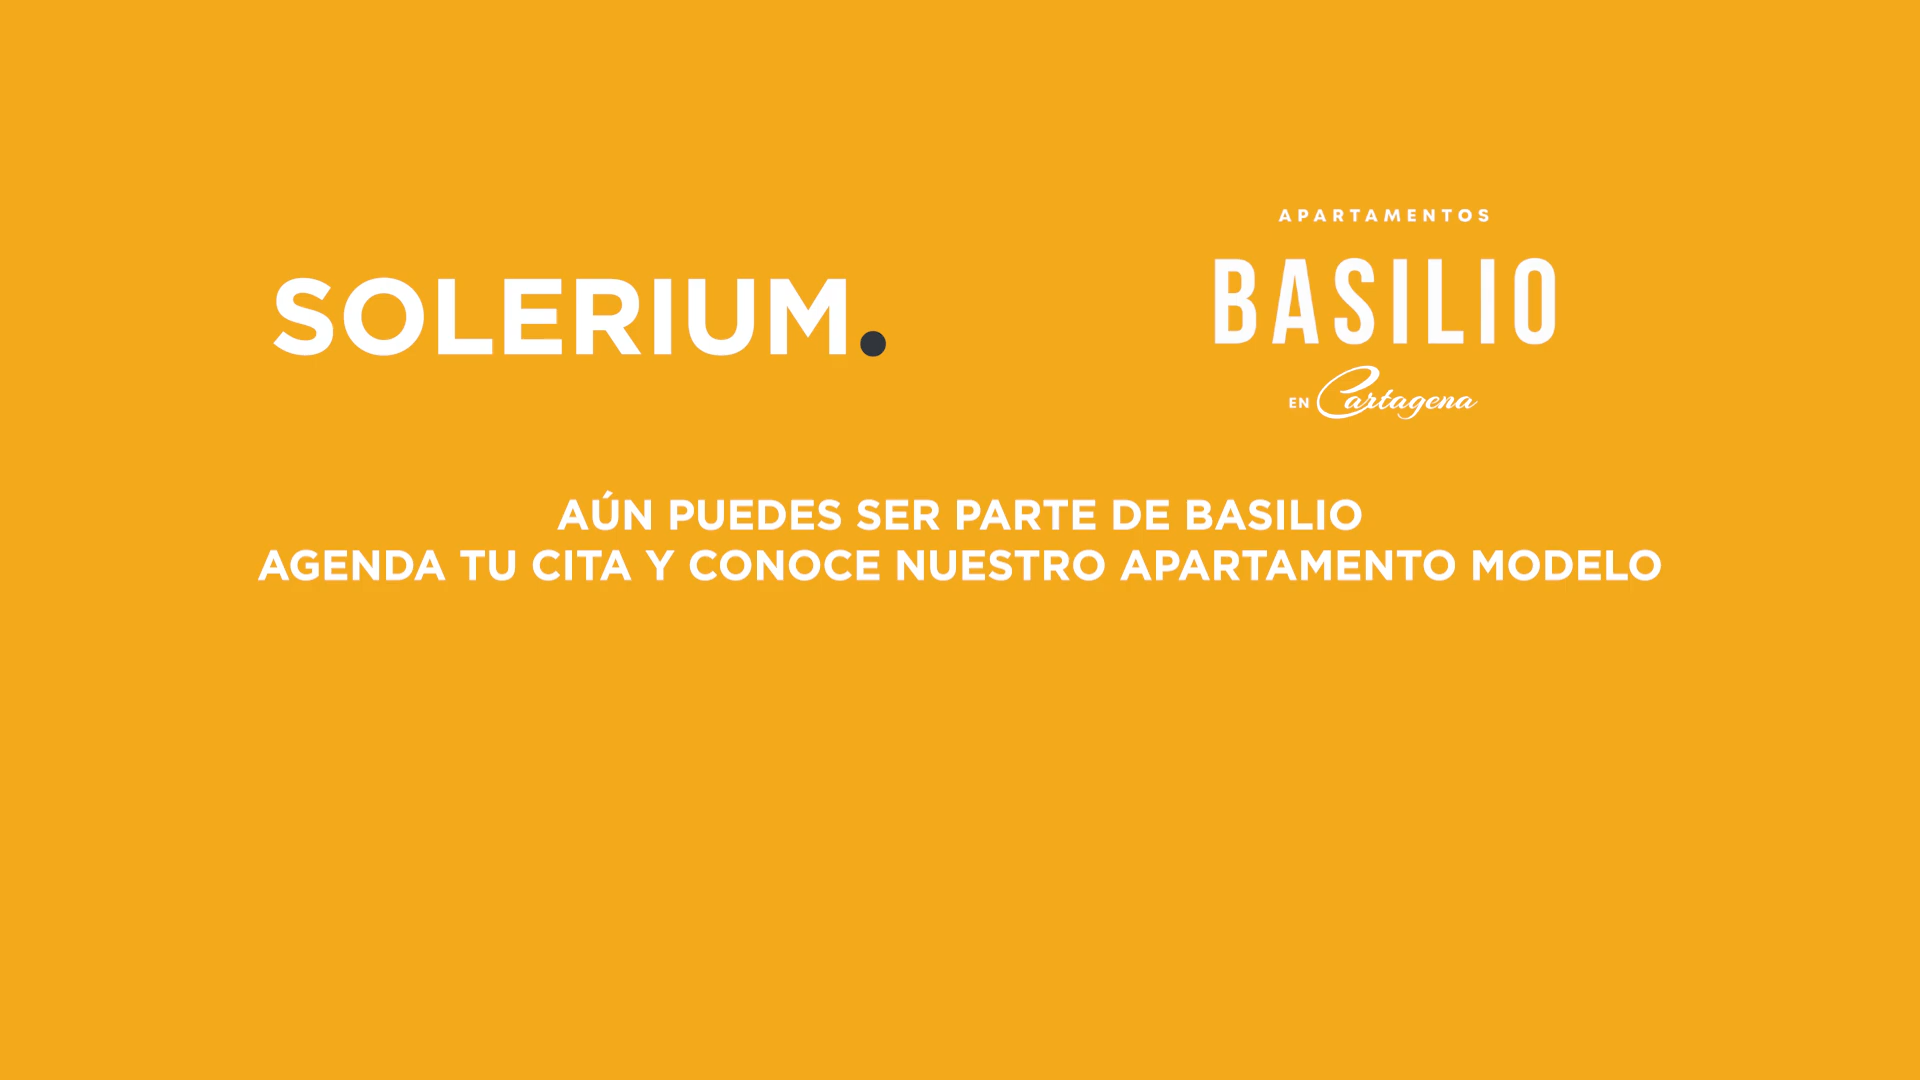 SOLERIUM.
APARTAMENTOS
BASILIO
EN Cartagena
AÚN PUEDES SER PARTE DE BASILIO
AGENDA TU CITA Y CONOCE NUESTRO APARTAMENTO MODELO